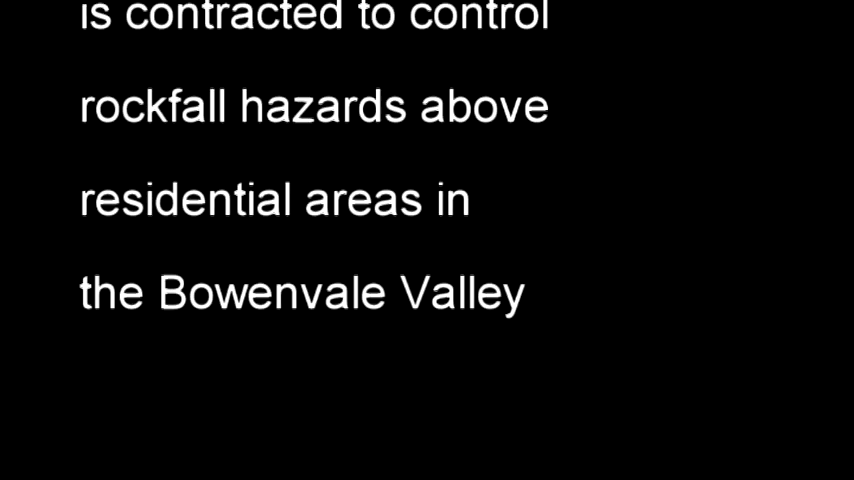 is contracted to control
rockfall hazards above
residential areas in
the Bowenvale Valley